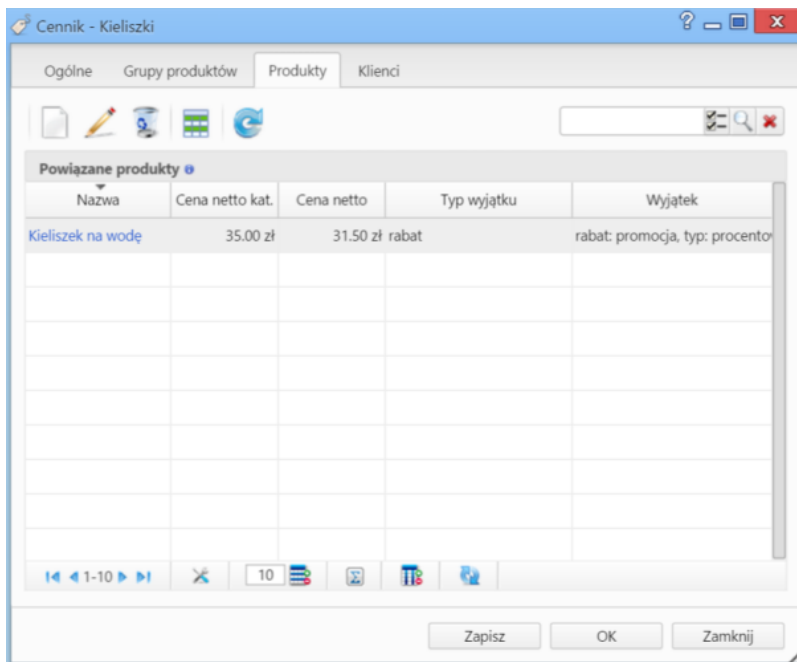 Cennik - Kieliszki
Ogólne Grupy produktów Produkty Klienci
Powiązane produkty
Nazwa Cena netto kat. Cena netto Typ wyjątku Wyjątek
Kieliszek na wodę 35.00 zł 31.50 zł rabat rabat: promocja, typ: procento
1-10 10
Zapisz OK Zamknij